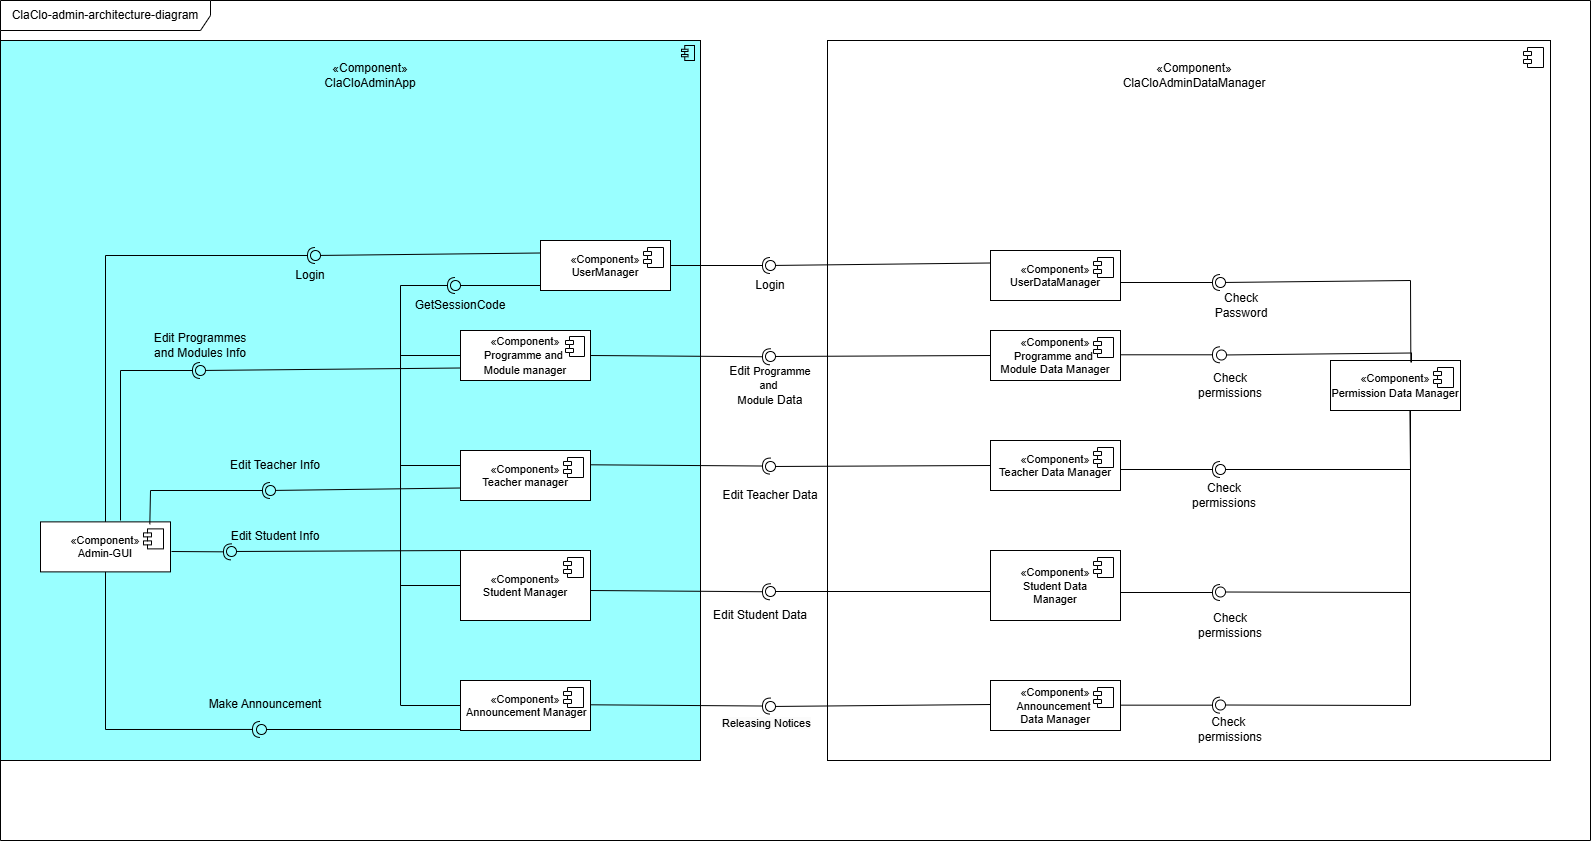 ClaClo-admin-architecture-diagram
«Component»
ClaCloAdminApp
«Component»
ClaCloAdminDataManager
Login
«Component»
UserManager
GetSessionCode
Login
«Component»
UserDataManager
Check
Password
Edit Programmes
and Modules Info
«Component»
Programme and
Module manager
Edit Programme
and
Module Data
«Component»
Programme and
Module Data Manager
Check
permissions
«Component»
Permission Data Manager
Edit Teacher Info
«Component»
Teacher manager
Edit Teacher Data
«Component»
Teacher Data Manager
Check
permissions
«Component»
Admin-GUI
Edit Student Info
«Component»
Student Manager
Edit Student Data
«Component»
Student Data
Manager
Check
permissions
Make Announcement
«Component»
Announcement Manager
Releasing Notices
«Component»
Announcement
Data Manager
Check
permissions